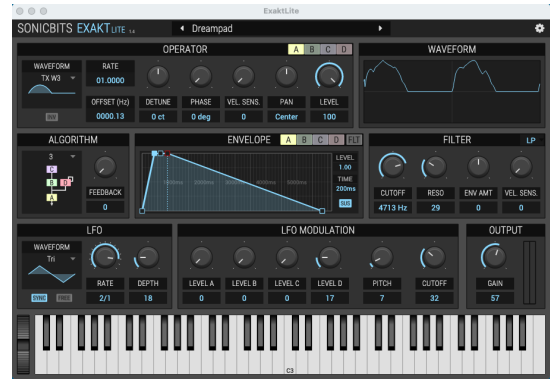 ExaktLite
SONICBITS EXAKT LITE 1.4
Dreampad
OPERATOR
A B C D
WAVEFORM
WAVEFORM
TX W3
RATE
01.0000
OFFSET (Hz)
0000.13
DETUNE
0 ct
PHASE
0 deg
VEL. SENS.
0
PAN
Center
LEVEL
100
ALGORITHM
3
C
B D
A
FEEDBACK
0
ENVELOPE
A B C D FLT
LEVEL
1.00
TIME
200ms
SUS
FILTER
LP
CUTOFF
4713 Hz
RESO
29
ENV AMT
0
VEL. SENS.
0
LFO
WAVEFORM
Tri
SYNC FREE
RATE
2/1
DEPTH
18
LFO MODULATION
LEVEL A
0
LEVEL B
0
LEVEL C
0
LEVEL D
17
PITCH
7
CUTOFF
32
OUTPUT
GAIN
57
C3